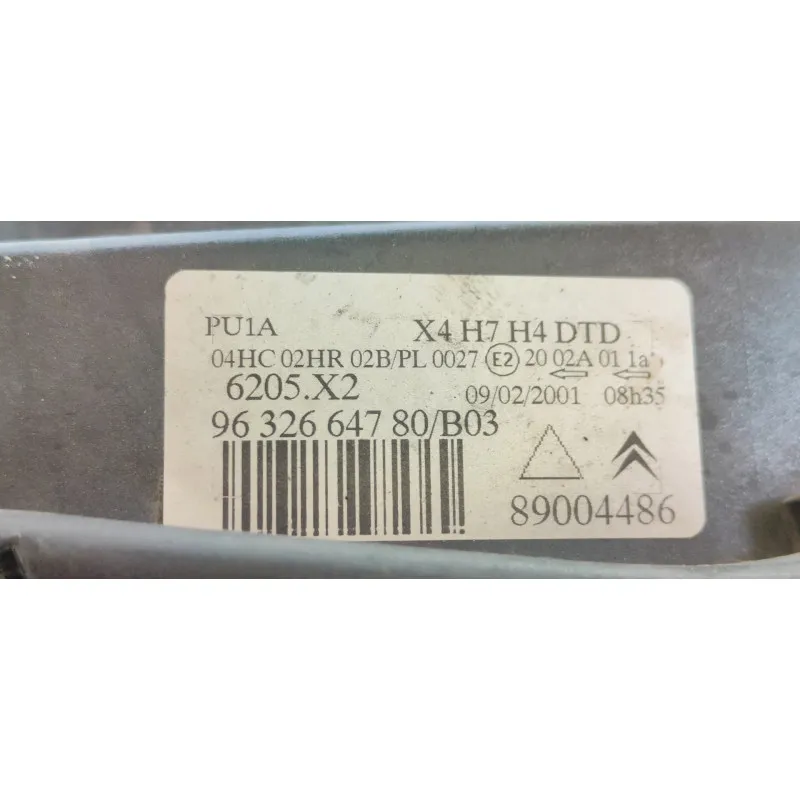 PU1A X4 H7 H4 DTD
04HC 02HR 02B/PL 0027 E2 20 02A 01 1a
6205.X2 09/02/2001 08h35
96 326 647 80/B03
89004486